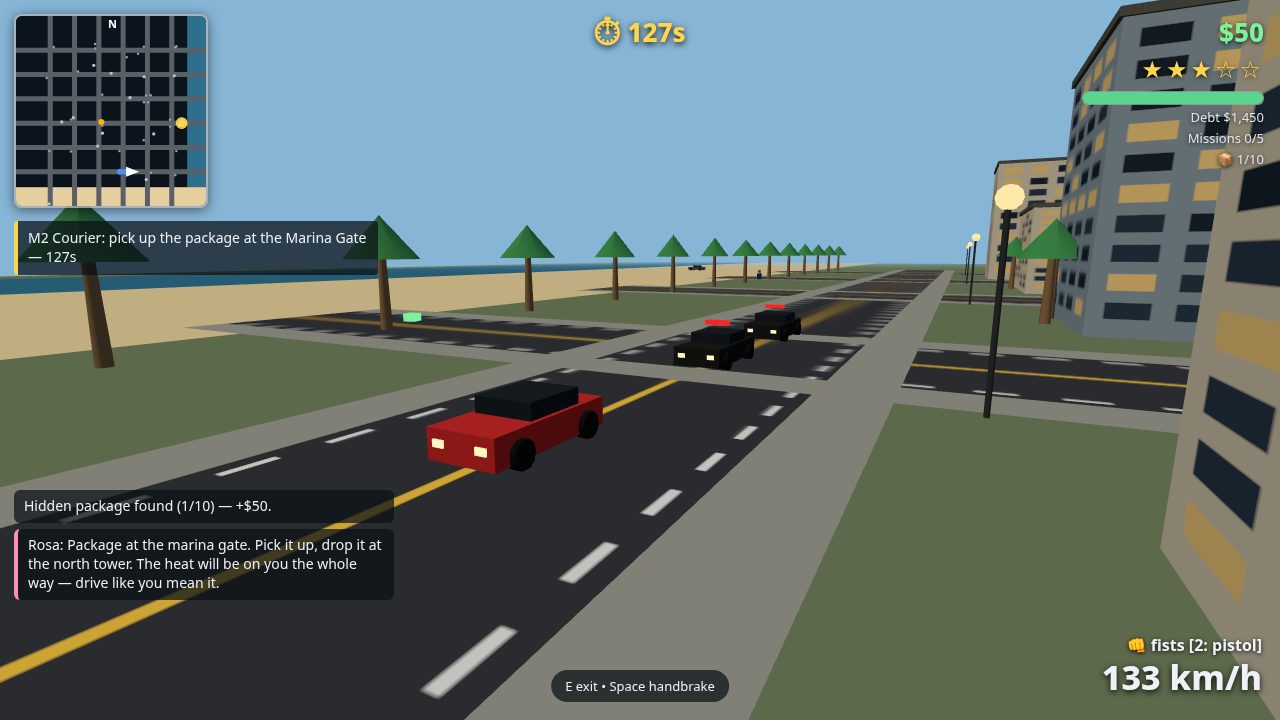 N
127s
$50
★★★☆☆
Debt $1,450
Missions 0/5
1/10
M2 Courier: pick up the package at the Marina Gate
— 127s
Hidden package found (1/10) — +$50.
Rosa: Package at the marina gate. Pick it up, drop it at
the north tower. The heat will be on you the whole
way — drive like you mean it.
E exit • Space handbrake
fists [2: pistol]
133 km/h